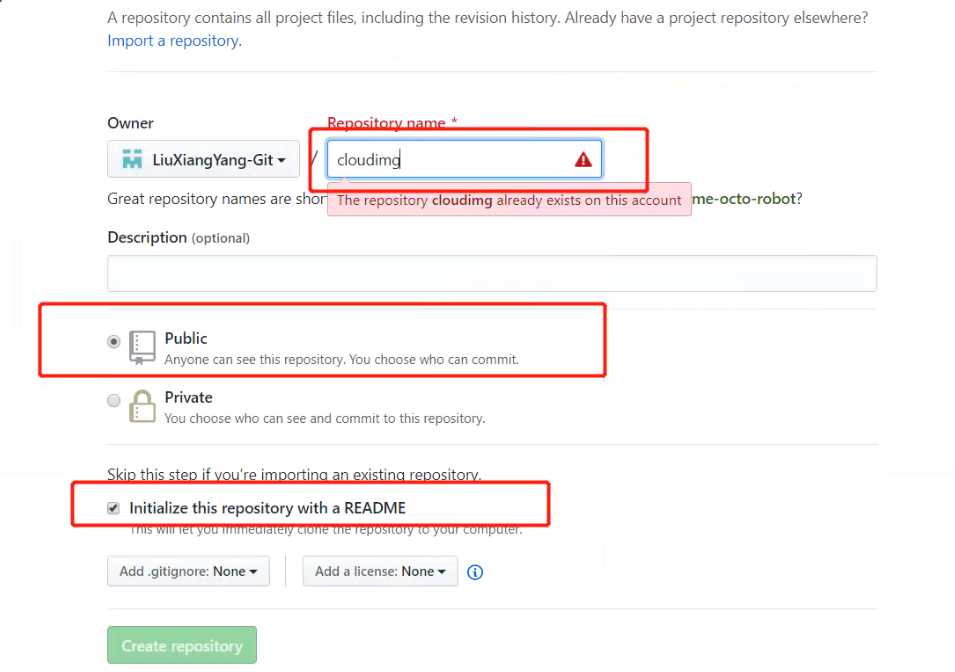 A repository contains all project files, including the revision history. Already have a project repository elsewhere?
Import a repository.
Owner
Repository name *
LiuXiangYang-Git
/
cloudimg
Great repository names are shor
The repository cloudimg already exists on this account
me-octo-robot?
Description (optional)
Public
Anyone can see this repository. You choose who can commit.
Private
You choose who can see and commit to this repository.
Skip this step if you're importing an existing repository.
Initialize this repository with a README
This will let you immediately clone the repository to your computer.
Add .gitignore: None
Add a license: None
Create repository